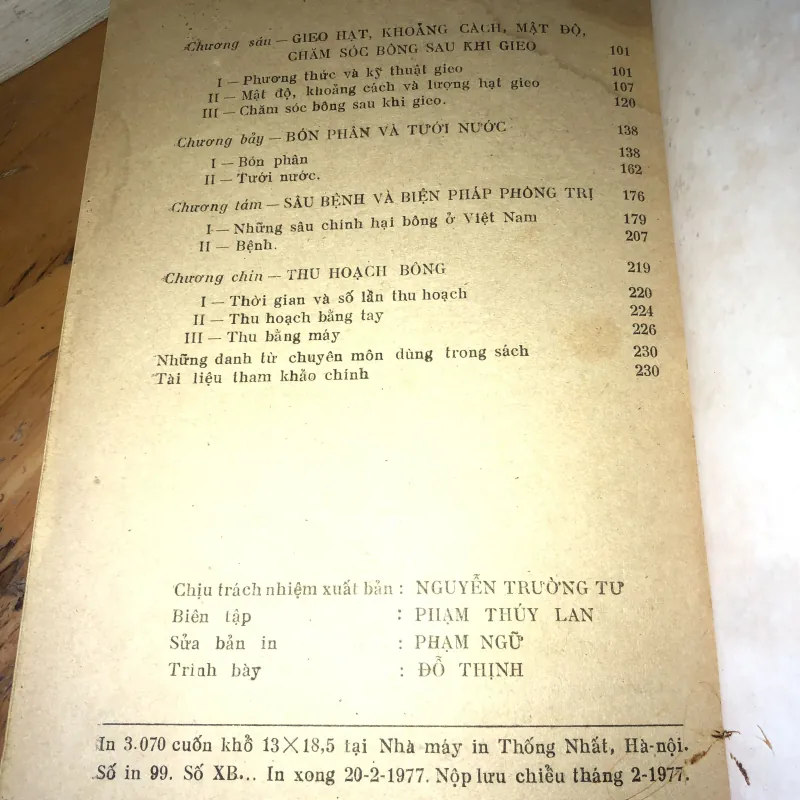 Chương sáu — GIEO HẠT, KHOẢNG CÁCH, MẬT ĐỘ,
CHĂM SÓC BÔNG SAU KHI GIEO 101
I — Phương thức và kỹ thuật gieo 101
II — Mật độ, khoảng cách và lượng hạt gieo 107
III — Chăm sóc bông sau khi gieo. 120
Chương bảy — BÓN PHÂN VÀ TƯỚI NƯỚC 138
I — Bón phân 138
II — Tưới nước. 162
Chương tám — SÂU BỆNH VÀ BIỆN PHÁP PHÒNG TRỊ 176
I — Những sâu chính hại bông ở Việt Nam 179
II — Bệnh. 207
Chương chín — THU HOẠCH BÔNG 219
I — Thời gian và số lần thu hoạch 220
II — Thu hoạch bằng tay 224
III — Thu bằng máy 226
Những danh từ chuyên môn dùng trong sách 230
Tài liệu tham khảo chính 230
Chịu trách nhiệm xuất bản : NGUYỄN TRƯỜNG TƯ
Biên tập : PHẠM THÚY LAN
Sửa bản in : PHẠM NGỮ
Trình bày : ĐỖ THỊNH
In 3.070 cuốn khổ 13×18,5 tại Nhà máy in Thống Nhất, Hà-nội.
Số in 99. Số XB... In xong 20-2-1977. Nộp lưu chiều tháng 2-1977.